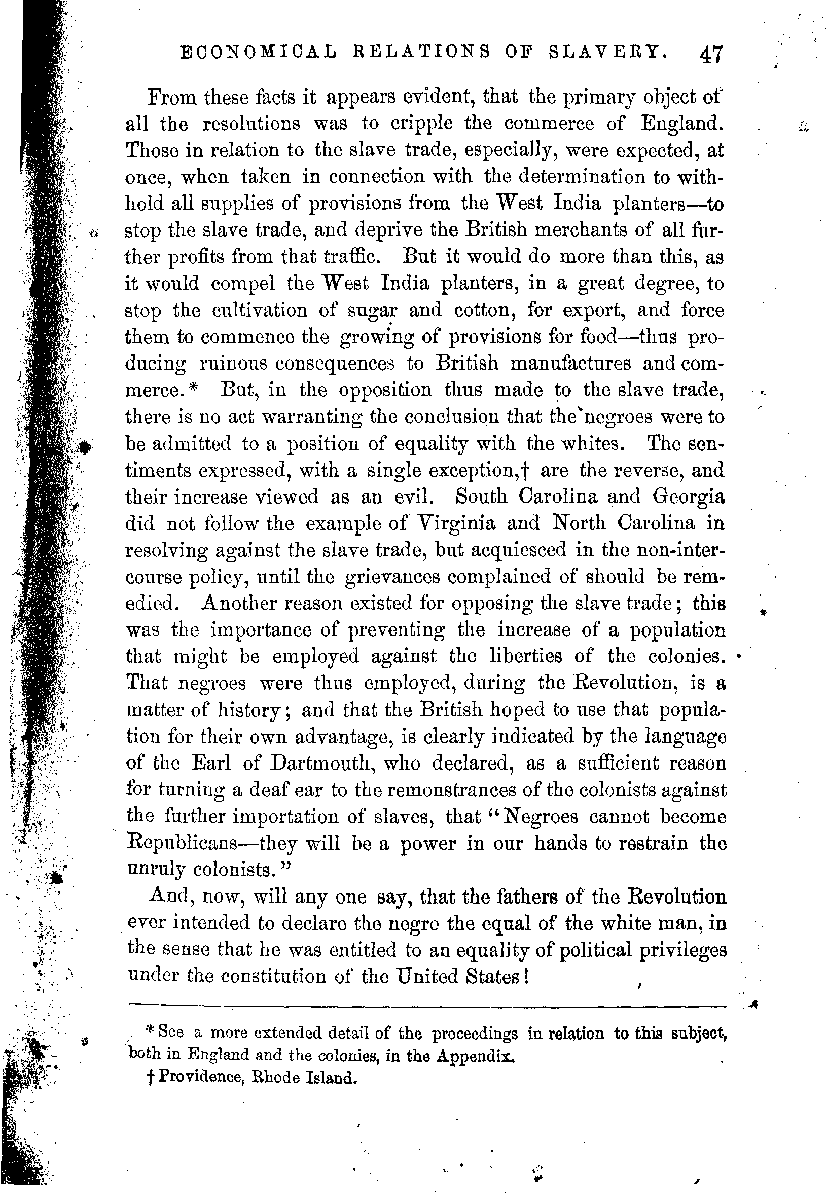 ECONOMICAL RELATIONS OF SLAVERY. 47
From these facts it appears evident, that the primary object of
all the resolutions was to cripple the commerce of England.
Those in relation to the slave trade, especially, were expected, at
once, when taken in connection with the determination to with-
hold all supplies of provisions from the West India planters—to
stop the slave trade, and deprive the British merchants of all fur-
ther profits from that traffic. But it would do more than this, as
it would compel the West India planters, in a great degree, to
stop the cultivation of sugar and cotton, for export, and force
them to commence the growing of provisions for food—thus pro-
ducing ruinous consequences to British manufactures and com-
merce.* But, in the opposition thus made to the slave trade,
there is no act warranting the conclusion that the negroes were to
be admitted to a position of equality with the whites. The sen-
timents expressed, with a single exception,† are the reverse, and
their increase viewed as an evil. South Carolina and Georgia
did not follow the example of Virginia and North Carolina in
resolving against the slave trade, but acquiesced in the non-inter-
course policy, until the grievances complained of should be rem-
edied. Another reason existed for opposing the slave trade; this
was the importance of preventing the increase of a population
that might be employed against the liberties of the colonies.
That negroes were thus employed, during the Revolution, is a
matter of history; and that the British hoped to use that popula-
tion for their own advantage, is clearly indicated by the language
of the Earl of Dartmouth, who declared, as a sufficient reason
for turning a deaf ear to the remonstrances of the colonists against
the further importation of slaves, that "Negroes cannot become
Republicans—they will be a power in our hands to restrain the
unruly colonists."
And, now, will any one say, that the fathers of the Revolution
ever intended to declare the negro the equal of the white man, in
the sense that he was entitled to an equality of political privileges
under the constitution of the United States!
*See a more extended detail of the proceedings in relation to this subject,
both in England and the colonies, in the Appendix.
†Providence, Rhode Island.